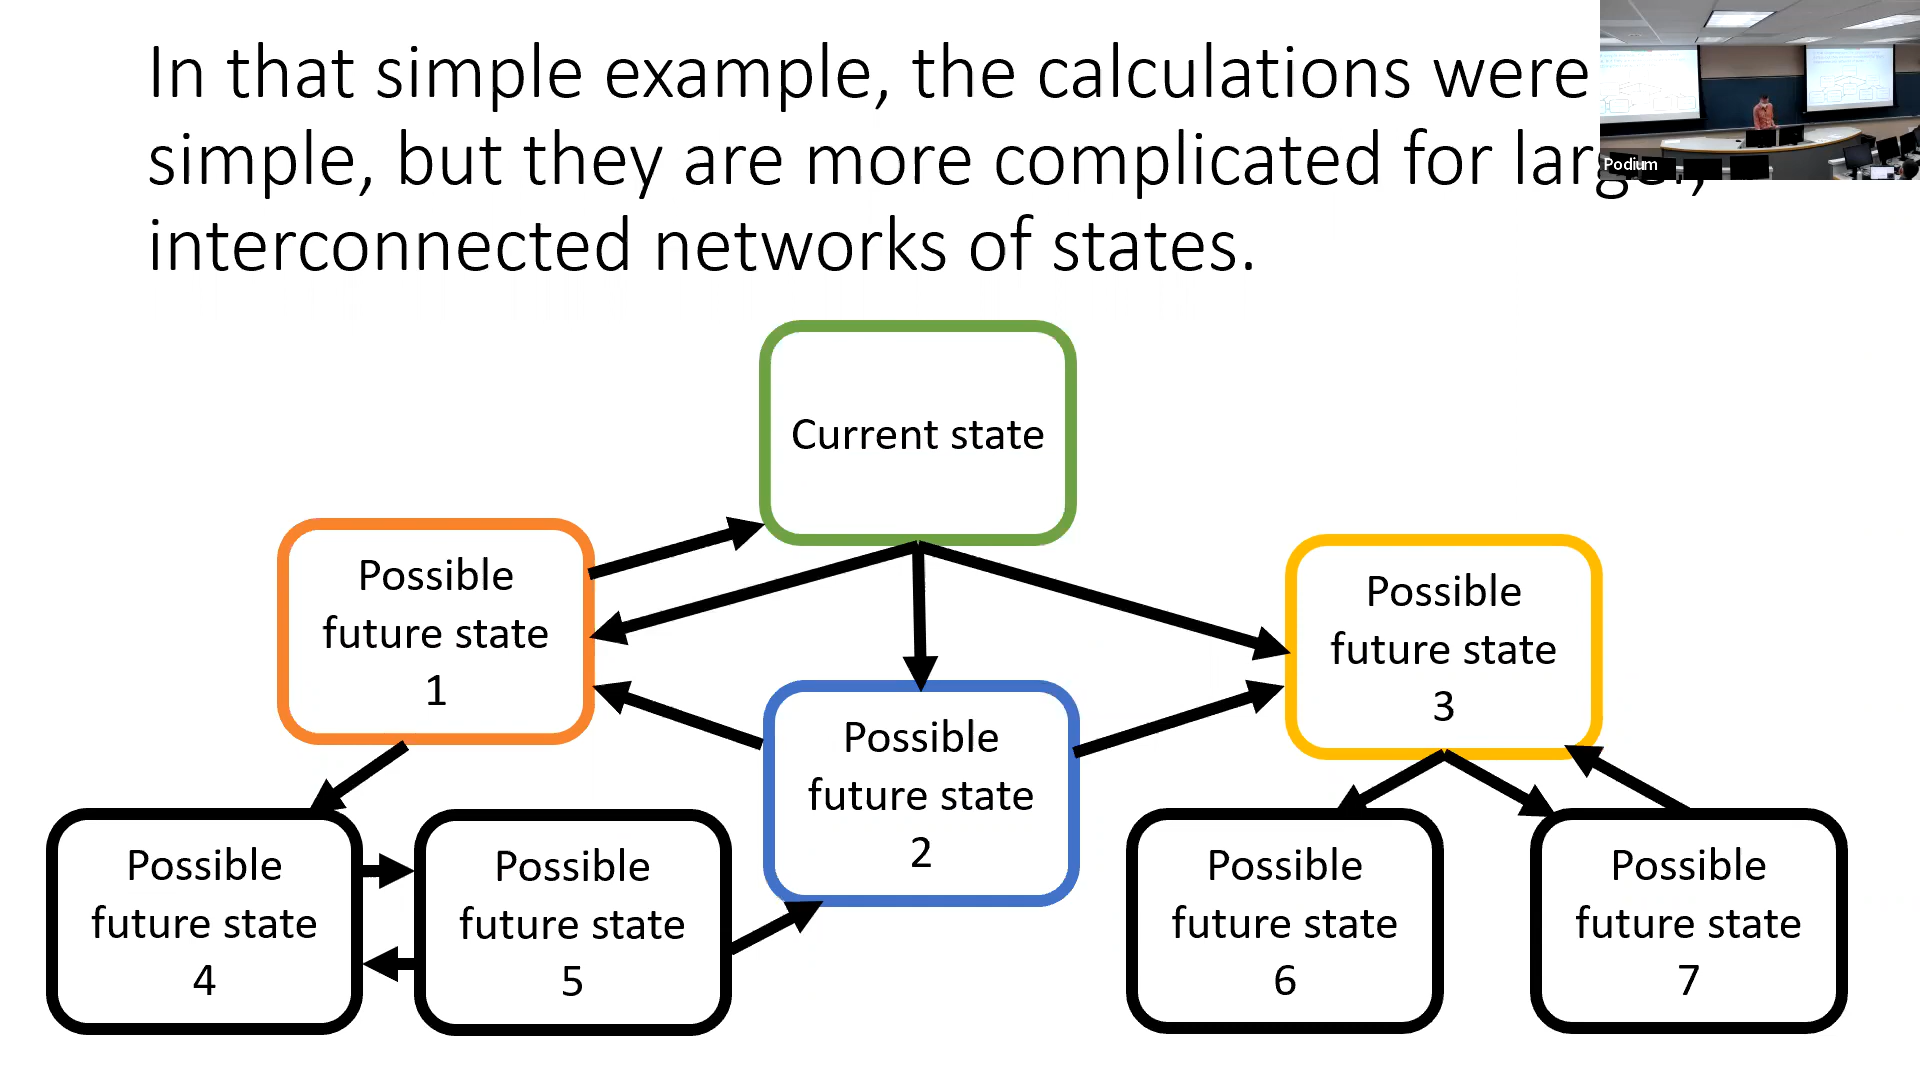 In that simple example, the calculations were
simple, but they are more complicated for larger,
interconnected networks of states.
Podium
Current state
Possible
future state
1
Possible
future state
2
Possible
future state
3
Possible
future state
4
Possible
future state
5
Possible
future state
6
Possible
future state
7